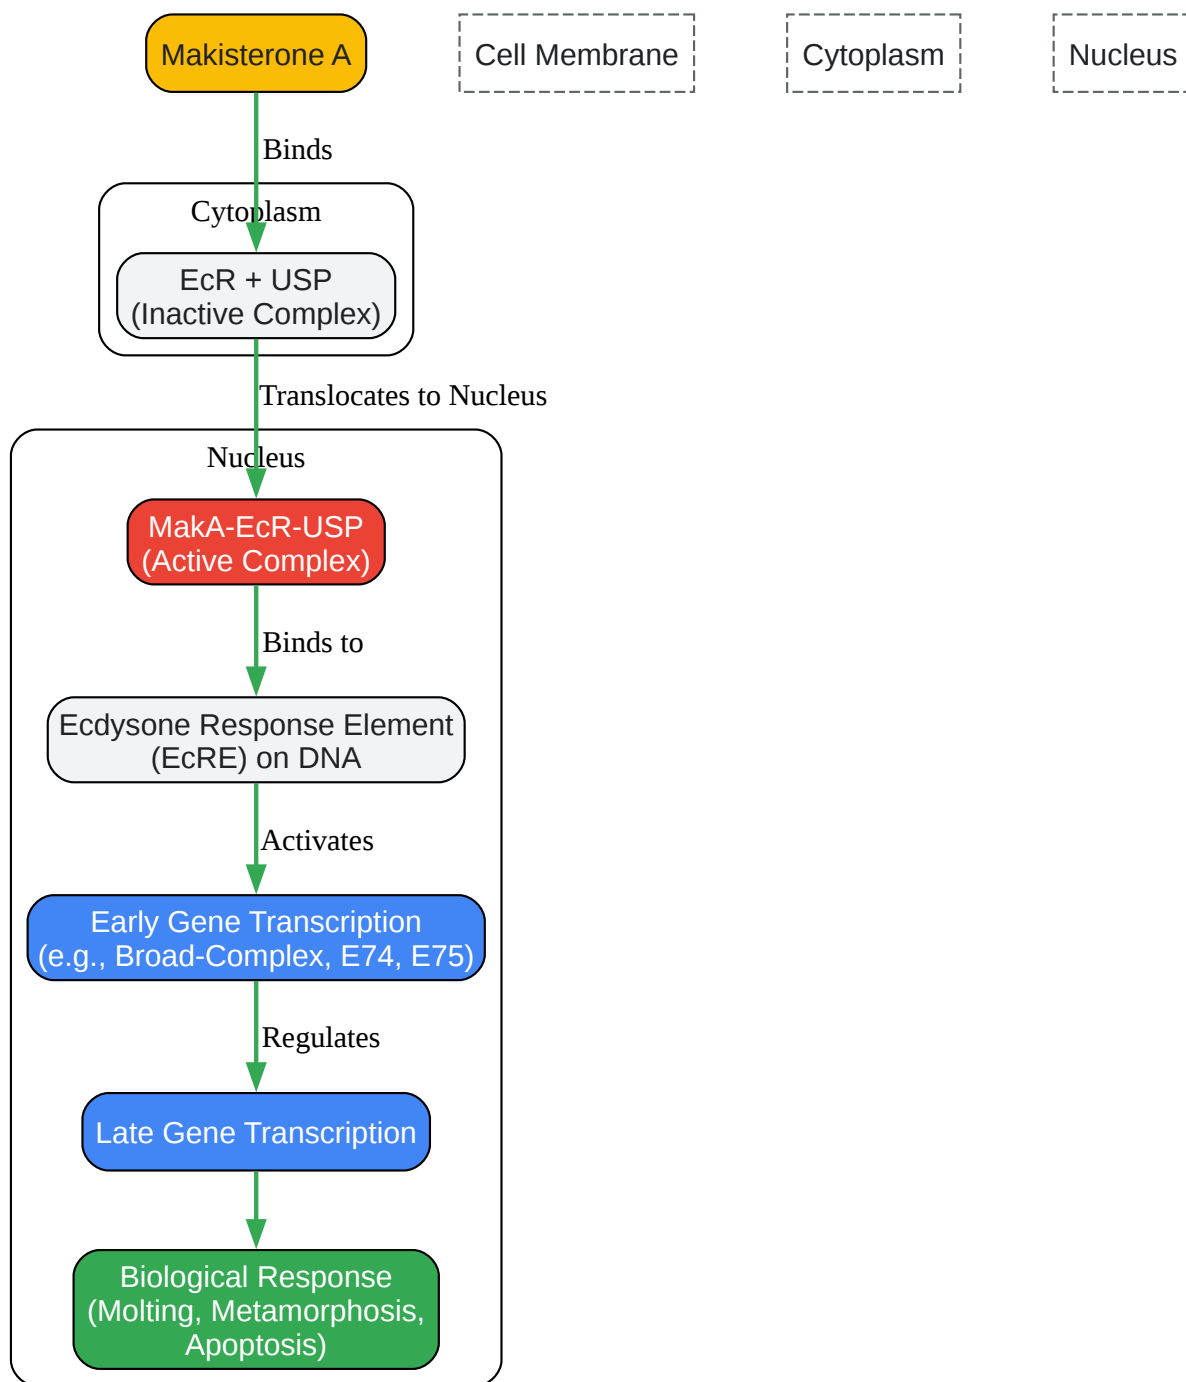 Makisterone A
Cell Membrane
Cytoplasm
Nucleus
Binds
Cytoplasm
EcR + USP
(Inactive Complex)
Translocates to Nucleus
Nucleus
MakA-EcR-USP
(Active Complex)
Binds to
Ecdysone Response Element
(EcRE) on DNA
Activates
Early Gene Transcription
(e.g., Broad-Complex, E74, E75)
Regulates
Late Gene Transcription
Biological Response
(Molting, Metamorphosis,
Apoptosis)